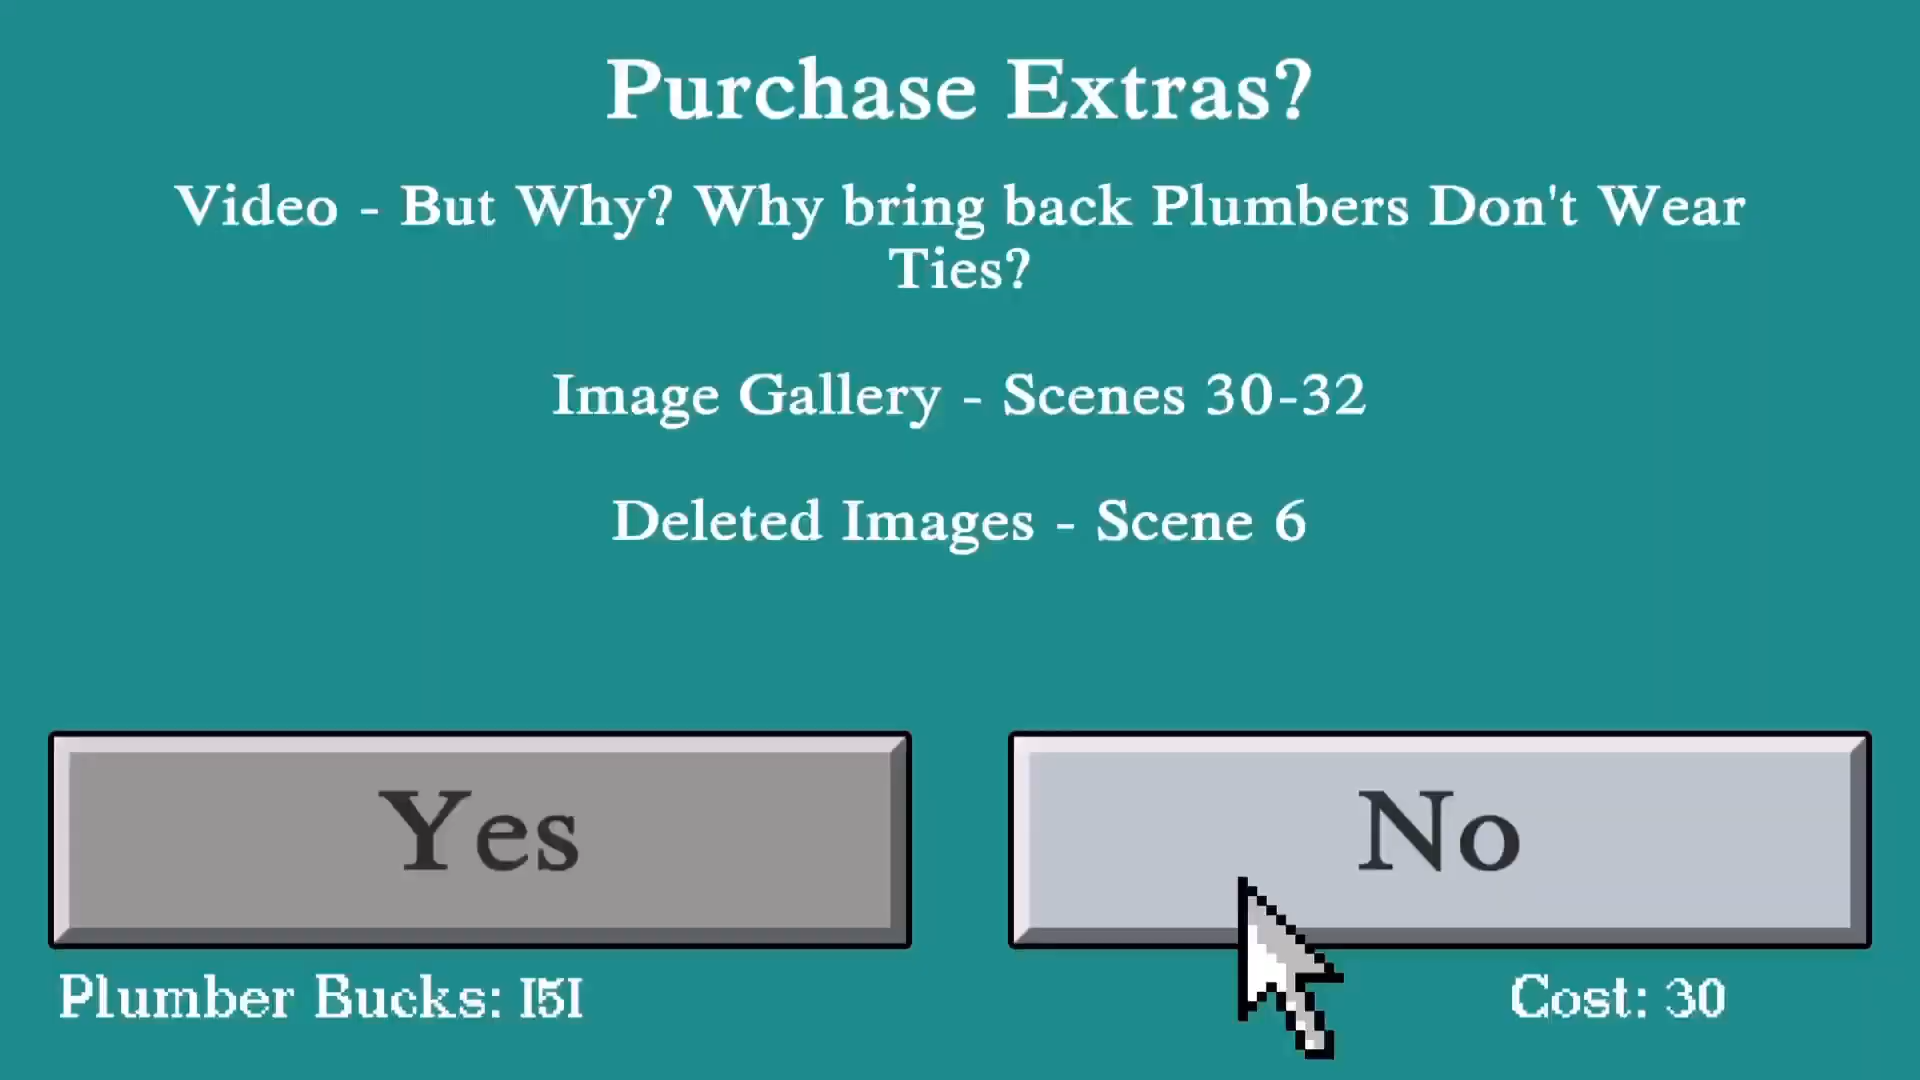 Purchase Extras?
Video - But Why? Why bring back Plumbers Don't Wear
Ties?
Image Gallery - Scenes 30-32
Deleted Images - Scene 6
Yes
No
Plumber Bucks: 151
Cost: 30